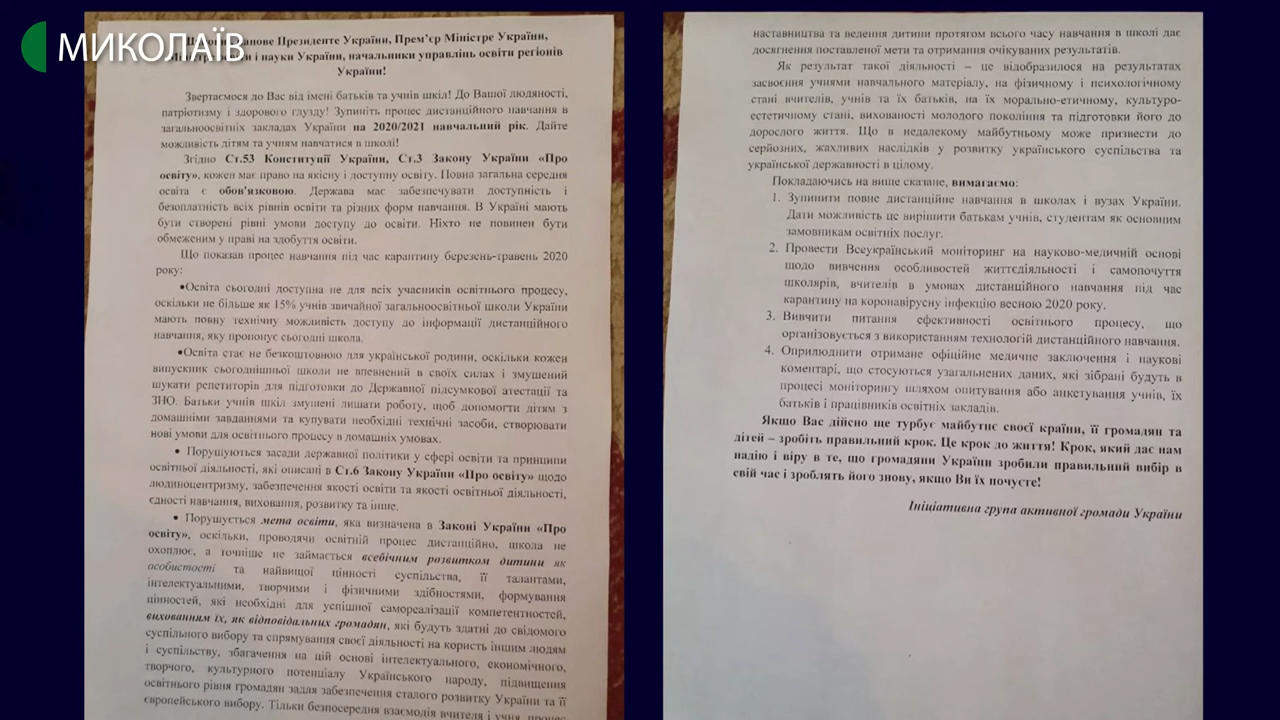 МИКОЛАЇВ
Президенте України, Прем’єр Міністре України,
і науки України, начальники управлінь освіти регіонів
України!
Звертаємося до Вас від імені батьків та учнів шкіл! До Вашої людяності,
патріотизму і здорового глузду! Зупиніть процес дистанційного навчання в
загальноосвітніх закладах України на 2020/2021 навчальний рік. Дайте
можливість дітям та учням навчатися в школі!
Згідно Ст.53 Конституції України, Ст.3 Закону України «Про
освіту», кожен має право на якісну і доступну освіту. Повна загальна середня
освіта є обов'язковою. Держава має забезпечувати доступність і
безоплатність всіх рівнів освіти та різних форм навчання. В Україні мають
бути створені рівні умови доступу до освіти. Ніхто не повинен бути
обмеженим у праві на здобуття освіти.
Що показав процес навчання під час карантину березень-травень 2020
року:
•Освіта сьогодні доступна не для всіх учасників освітнього процесу,
оскільки не більше як 15% учнів звичайної загальноосвітньої школи України
мають повну технічну можливість доступу до інформації дистанційного
навчання, яку пропонує сьогодні школа.
•Освіта стає не безкоштовною для української родини, оскільки кожен
випускник сьогоднішньої школи не впевнений в своїх силах і змушений
шукати репетиторів для підготовки до Державної підсумкової атестації та
ЗНО. Батьки учнів шкіл змушені лишати роботу, щоб допомогти дітям з
домашніми завданнями та купувати необхідні технічні засоби, створювати
нові умови для освітнього процесу в домашніх умовах.
• Порушуються засади державної політики у сфері освіти та принципи
освітньої діяльності, які описані в Ст.6 Закону України «Про освіту» щодо
людиноцентризму, забезпечення якості освіти та якості освітньої діяльності,
єдності навчання, виховання, розвитку та інше.
• Порушується мета освіти, яка визначена в Законі України «Про
освіту», оскільки, проводячи освітній процес дистанційно, школа не
охоплює, а точніше не займається всебічним розвитком дитини як
особистості та найвищої цінності суспільства, її талантами,
інтелектуальними, творчими і фізичними здібностями, формування
цінностей, які необхідні для успішної самореалізації компетентностей,
вихованням їх, як відповідальних громадян, які будуть здатні до свідомого
суспільного вибору та спрямування своєї діяльності на користь іншим людям
і суспільству, збагачення на цій основі інтелектуального, економічного,
творчого, культурного потенціалу Українського народу, підвищення
освітнього рівня громадян задля забезпечення сталого розвитку України та її
європейського вибору. Тільки безпосередня взаємодія вчителя і учня, процес
наставництва та ведення дитини протягом всього часу навчання в школі дає
досягнення поставленої мети та отримання очікуваних результатів.
Як результат такої діяльності – це відобразилося на результатах
засвоєння учнями навчального матеріалу, на фізичному і психологічному
стані вчителів, учнів та їх батьків, на їх морально-етичному, культуро-
естетичному стані, вихованості молодого покоління та підготовки його до
дорослого життя. Що в недалекому майбутньому може призвести до
серйозних, жахливих наслідків у розвитку українського суспільства та
української державності в цілому.
Покладаючись на вище сказане, вимагаємо:
1. Зупинити повне дистанційне навчання в школах і вузах України.
Дати можливість це вирішити батькам учнів, студентам як основним
замовникам освітніх послуг.
2. Провести Всеукраїнський моніторинг на науково-медичній основі
щодо вивчення особливостей життєдіяльності і самопочуття
школярів, вчителів в умовах дистанційного навчання під час
карантину на коронавірусну інфекцію весною 2020 року.
3. Вивчити питання ефективності освітнього процесу, що
організовується з використанням технологій дистанційного навчання.
4. Оприлюднити отримане офіційне медичне заключення і наукові
коментарі, що стосуються узагальнених даних, які зібрані будуть в
процесі моніторингу шляхом опитування або анкетування учнів, їх
батьків і працівників освітніх закладів.
Якщо Вас дійсно ще турбує майбутнє своєї країни, її громадян та
дітей – зробіть правильний крок. Це крок до життя! Крок, який дає нам
надію і віру в те, що громадяни України зробили правильний вибір в
свій час і зроблять його знову, якщо Ви їх почуєте!
Ініціативна група активної громади України